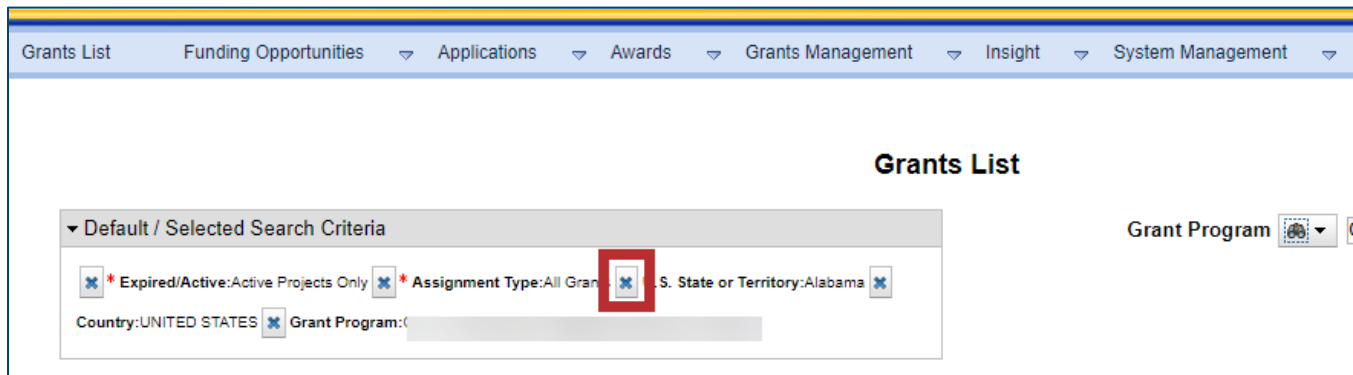 Grants List Funding Opportunities Applications Awards Grants Management Insight System Management
Grants List
Default / Selected Search Criteria
Grant Program
* Expired/Active:Active Projects Only * Assignment Type:All Grants .S. State or Territory:Alabama
Country:UNITED STATES Grant Program: